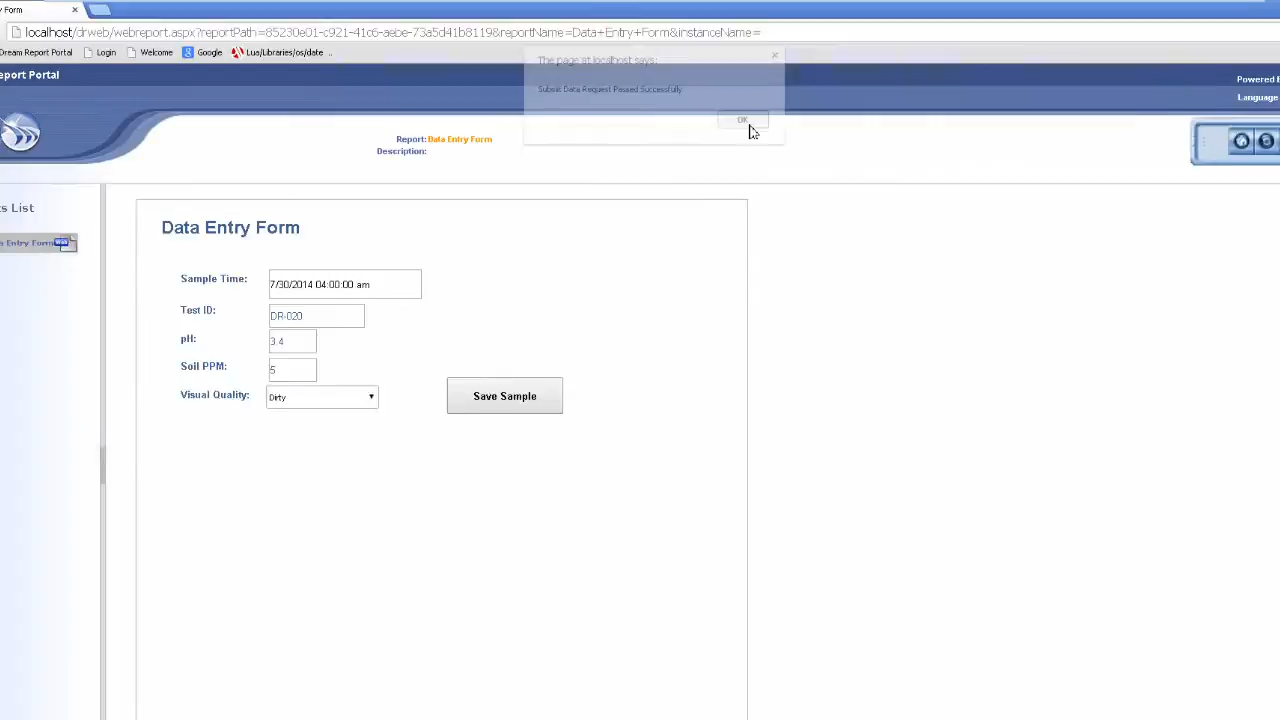 y Form
localhost/drweb/webreport.aspx?reportPath=85230e01-c921-41c6-aebe-73a5d41b8119&reportName=Data+Entry+Form&instanceName=
Dream Report Portal Login Welcome Google Lua/Libraries/os/date ..
The page at localhost says:
eport Portal
Powered B
Submit Data Request Passed Successfully
Language
OK
Report: Data Entry Form
Description:
ts List
Data Entry Form
a Entry Form
Sample Time: 7/30/2014 04:00:00 am
Test ID: DR-020
pH: 3.4
Soil PPM: 5
Visual Quality: Dirty
Save Sample